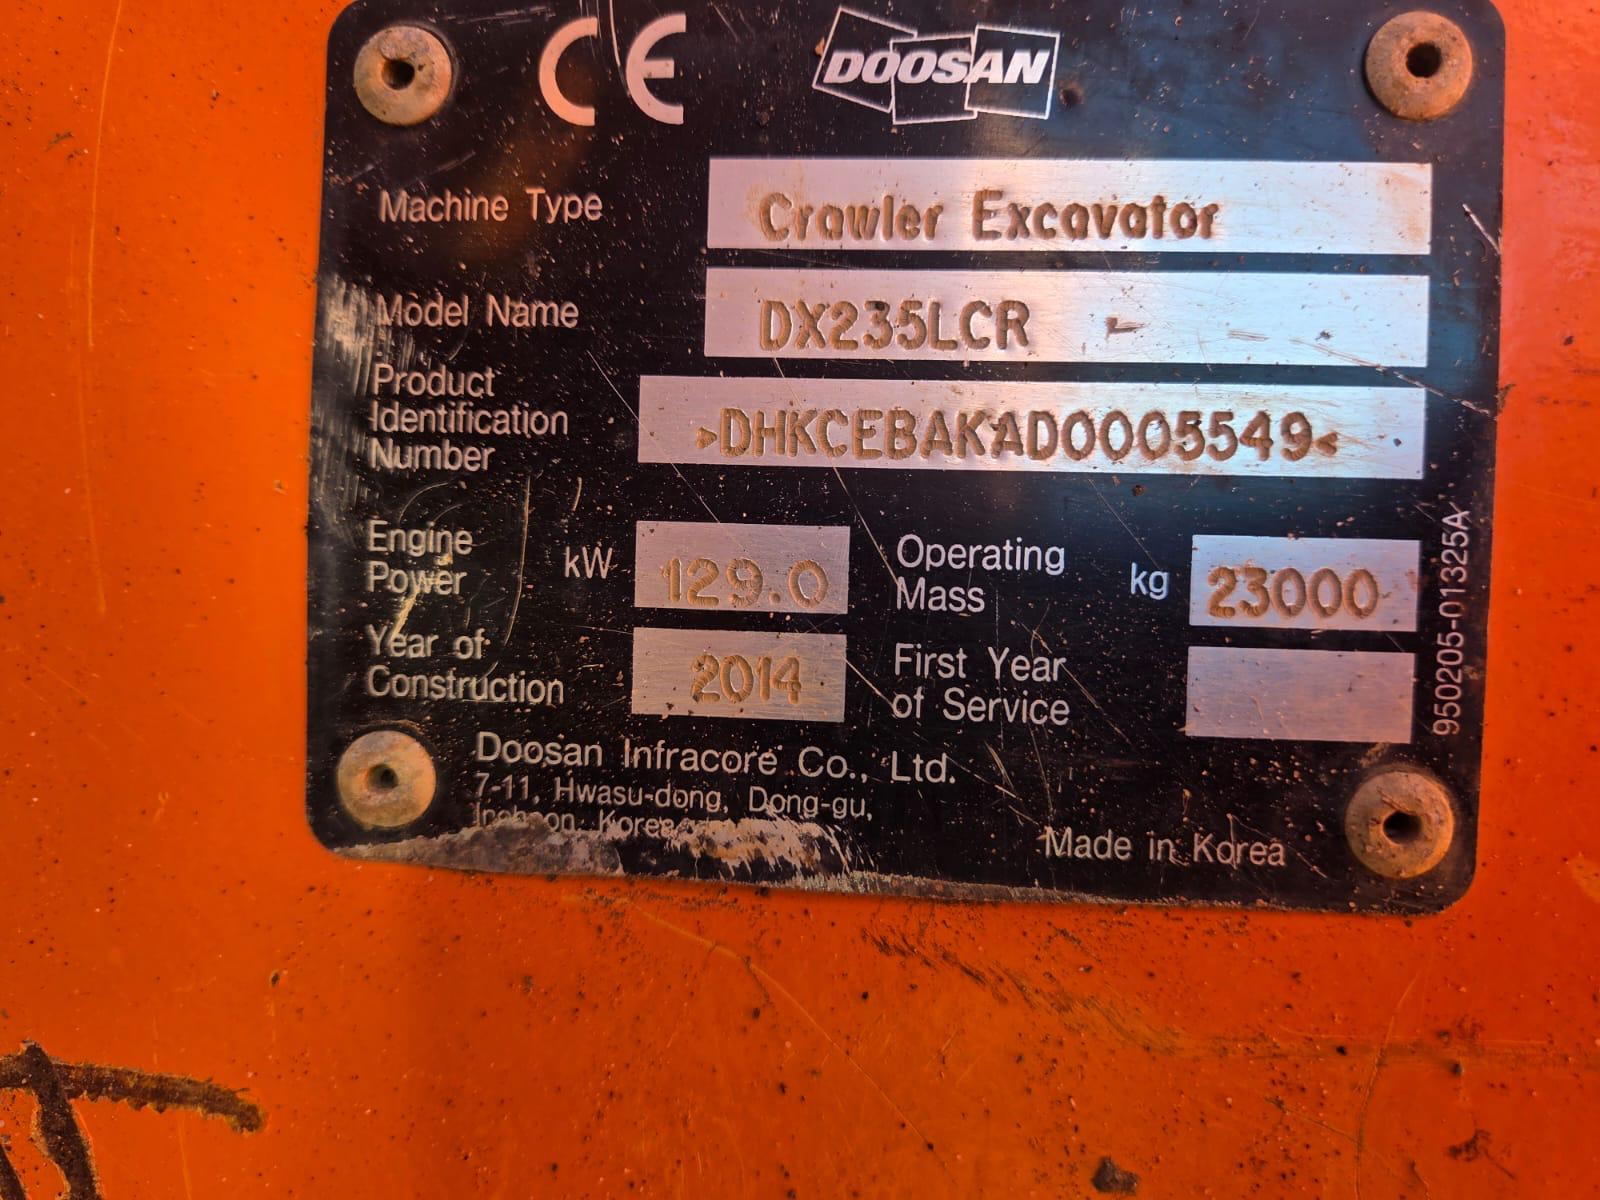 CE DOOSAN
Machine Type Crawler Excavator
Model Name DX235LCR
Product
Identification
Number
▹DHKCEBAKAD0005549◃
Engine
Power kW 129.0
Operating
Mass kg 23000
Year of
Construction 2014
First Year
of Service
Doosan Infracore Co., Ltd.
7-11, Hwasu-dong, Dong-gu,
Incheon, Korea
Made in Korea
950205-01325A